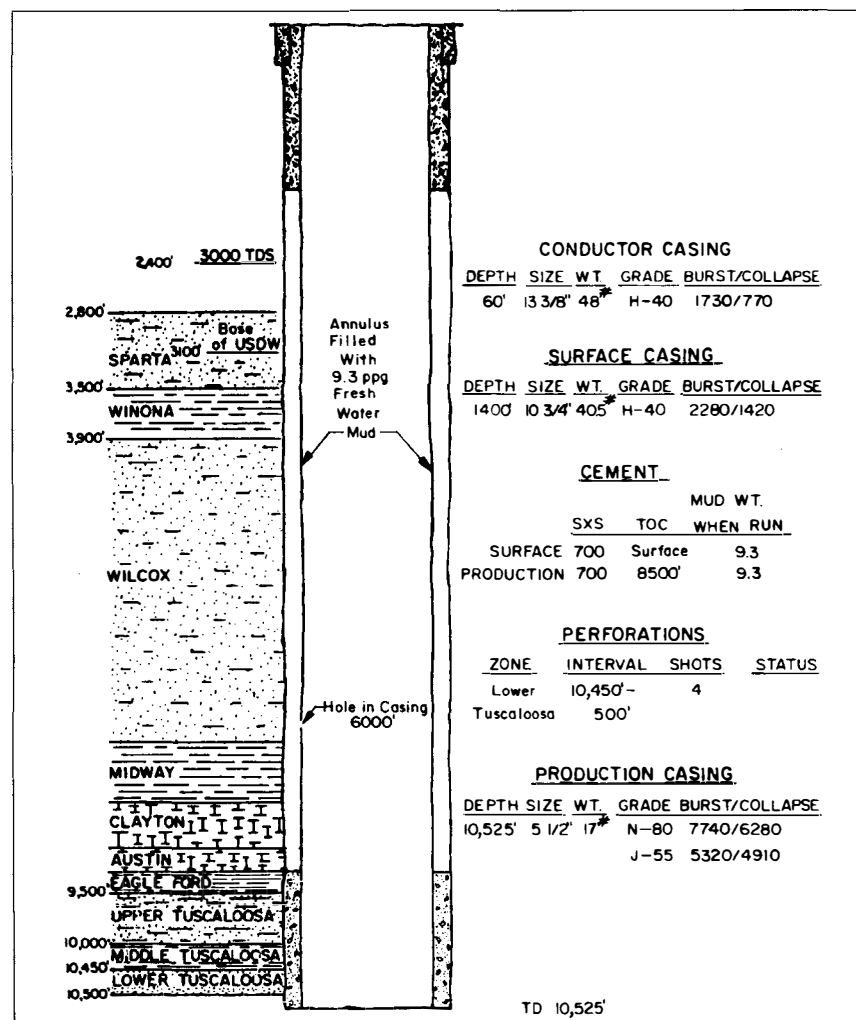 2,400' 3000 TDS
2,800'
Base
of USDW
SPARTA 3100'
3,500'
WINONA
3,900'
WILCOX
MIDWAY
CLAYTON
AUSTIN
EAGLE FORD
9,500'
UPPER TUSCALOOSA
10,000'
MIDDLE TUSCALOOSA
10,450'
LOWER TUSCALOUSA
10,500'
Annulus
Filled
With
9.3 ppg
Fresh
Water
Mud
Hole in Casing
6000'
CONDUCTOR CASING
DEPTH SIZE WT. GRADE BURST/COLLAPSE
60' 13 3/8" 48# H-40 1730/770
SURFACE CASING
DEPTH SIZE WT. GRADE BURST/COLLAPSE
1400' 10 3/4" 40.5# H-40 2280/1420
CEMENT
MUD WT.
SXS TOC WHEN RUN
SURFACE 700 Surface 9.3
PRODUCTION 700 8500' 9.3
PERFORATIONS
ZONE INTERVAL SHOTS STATUS
Lower 10,450'- 4
Tuscaloosa 500'
PRODUCTION CASING
DEPTH SIZE WT. GRADE BURST/COLLAPSE
10,525' 5 1/2" 17# N-80 7740/6280
J-55 5320/4910
TD 10,525'